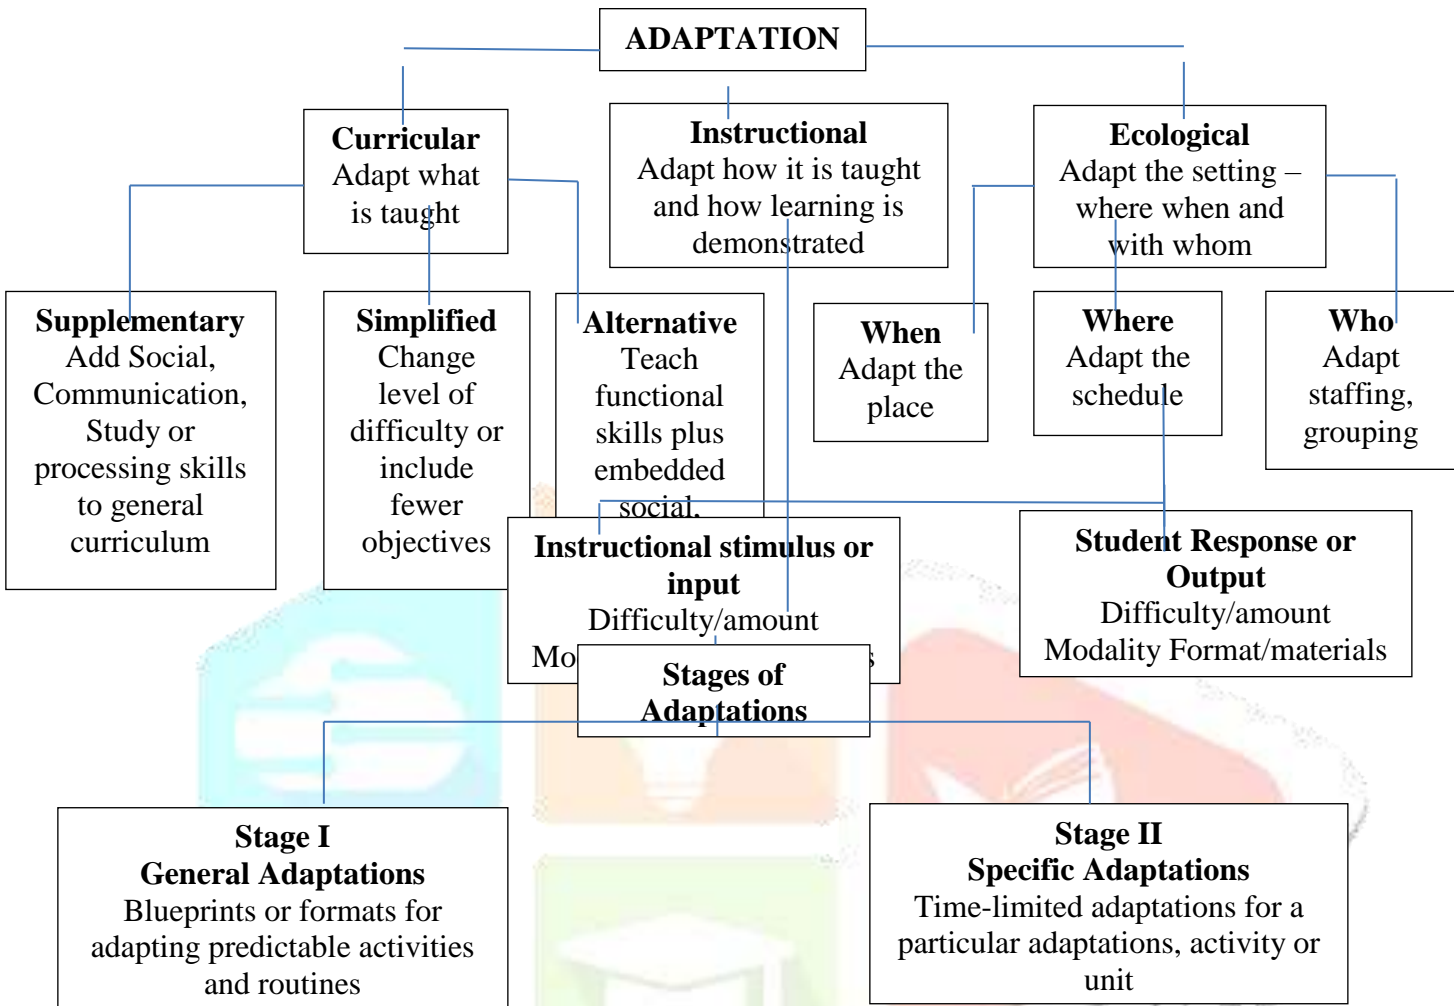 ADAPTATION
Curricular
Adapt what
is taught
Instructional
Adapt how it is taught
and how learning is
demonstrated
Ecological
Adapt the setting –
where when and
with whom
Supplementary
Add Social,
Communication,
Study or
processing skills
to general
curriculum
Simplified
Change
level of
difficulty or
include
fewer
objectives
Alternative
Teach
functional
skills plus
embedded
social,
When
Adapt the
place
Where
Adapt the
schedule
Who
Adapt
staffing,
grouping
Instructional stimulus or
input
Difficulty/amount
Student Response or
Output
Difficulty/amount
Modality Format/materials
Stages of
Adaptations
Stage I
General Adaptations
Blueprints or formats for
adapting predictable activities
and routines
Stage II
Specific Adaptations
Time-limited adaptations for a
particular adaptations, activity or
unit